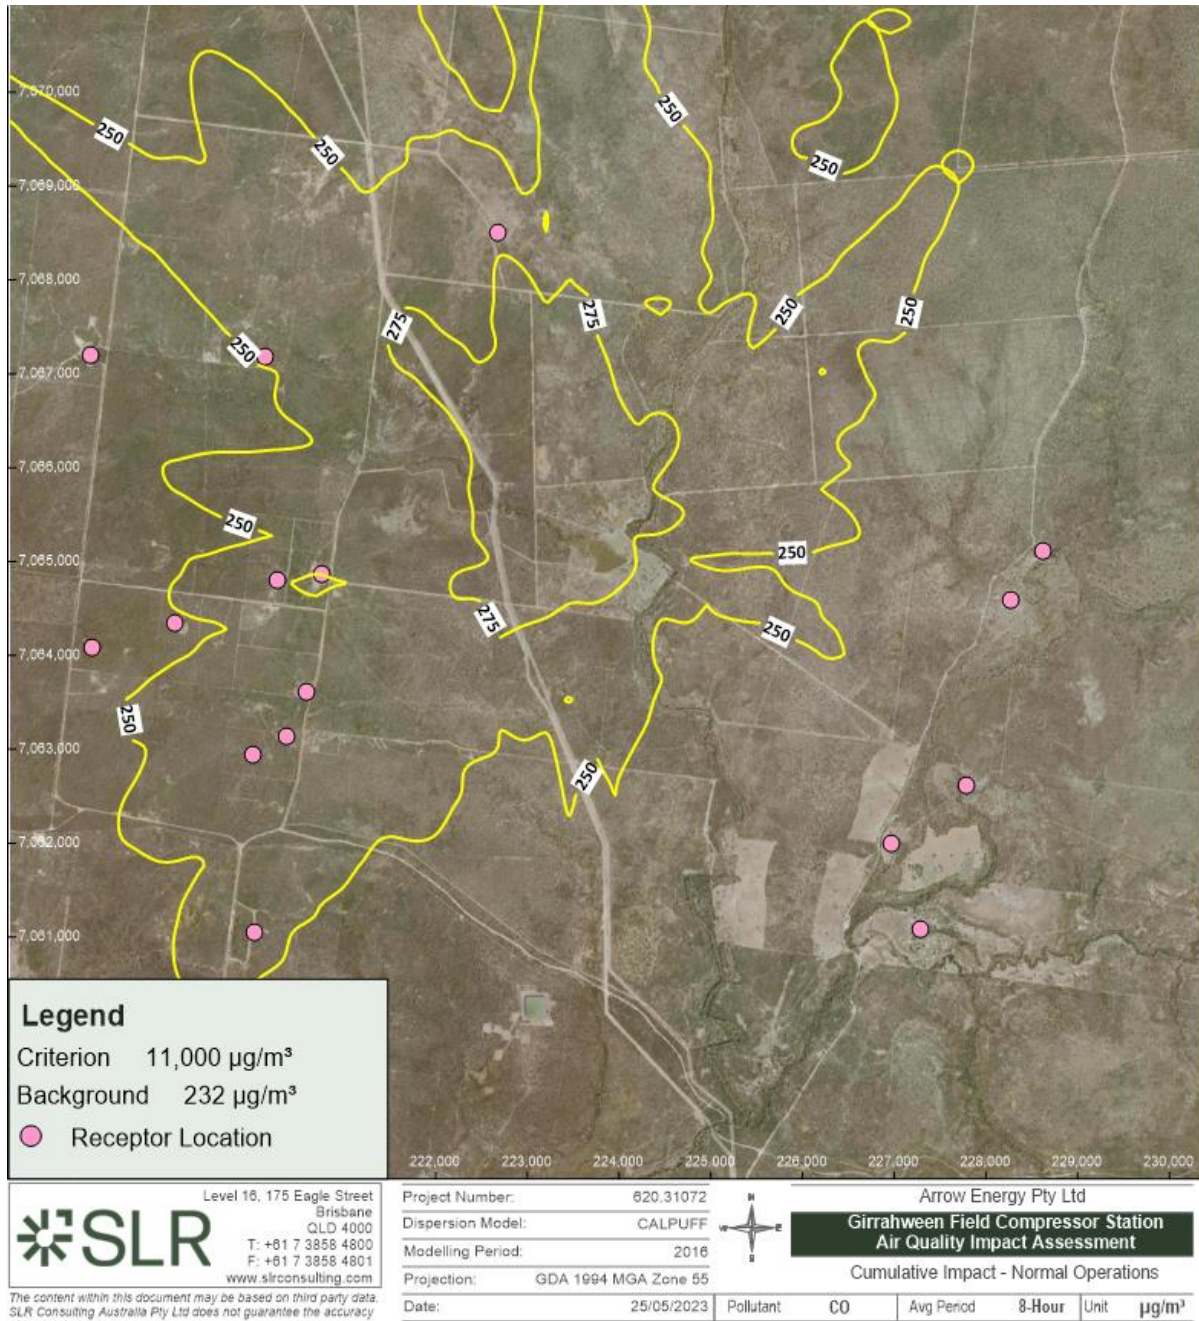 250
250
250
250
7,070,000
7,069,000
7,068,000
275
275
250
250
250
7,067,000
7,066,000
250
7,065,000
250
275
250
7,064,000
250
7,063,000
250
7,062,000
7,061,000
Legend
Criterion 11,000 µg/m³
Background 232 µg/m³
Receptor Location
222,000 223,000 224,000 225,000 226,000 227,000 228,000 229,000 230,000
SLR
Level 16, 175 Eagle Street
Brisbane
QLD 4000
T: +61 7 3858 4800
F: +61 7 3858 4801
www.slrconsulting.com
The content within this document may be based on third party data.
SLR Consulting Australia Pty Ltd does not guarantee the accuracy
Project Number: 620.31072
Dispersion Model: CALPUFF
Modelling Period: 2016
Projection: GDA 1994 MGA Zone 55
Date: 25/05/2023
N
W E
S
Arrow Energy Pty Ltd
Girrahween Field Compressor Station
Air Quality Impact Assessment
Cumulative Impact - Normal Operations
Pollutant CO Avg Period 8-Hour Unit µg/m³